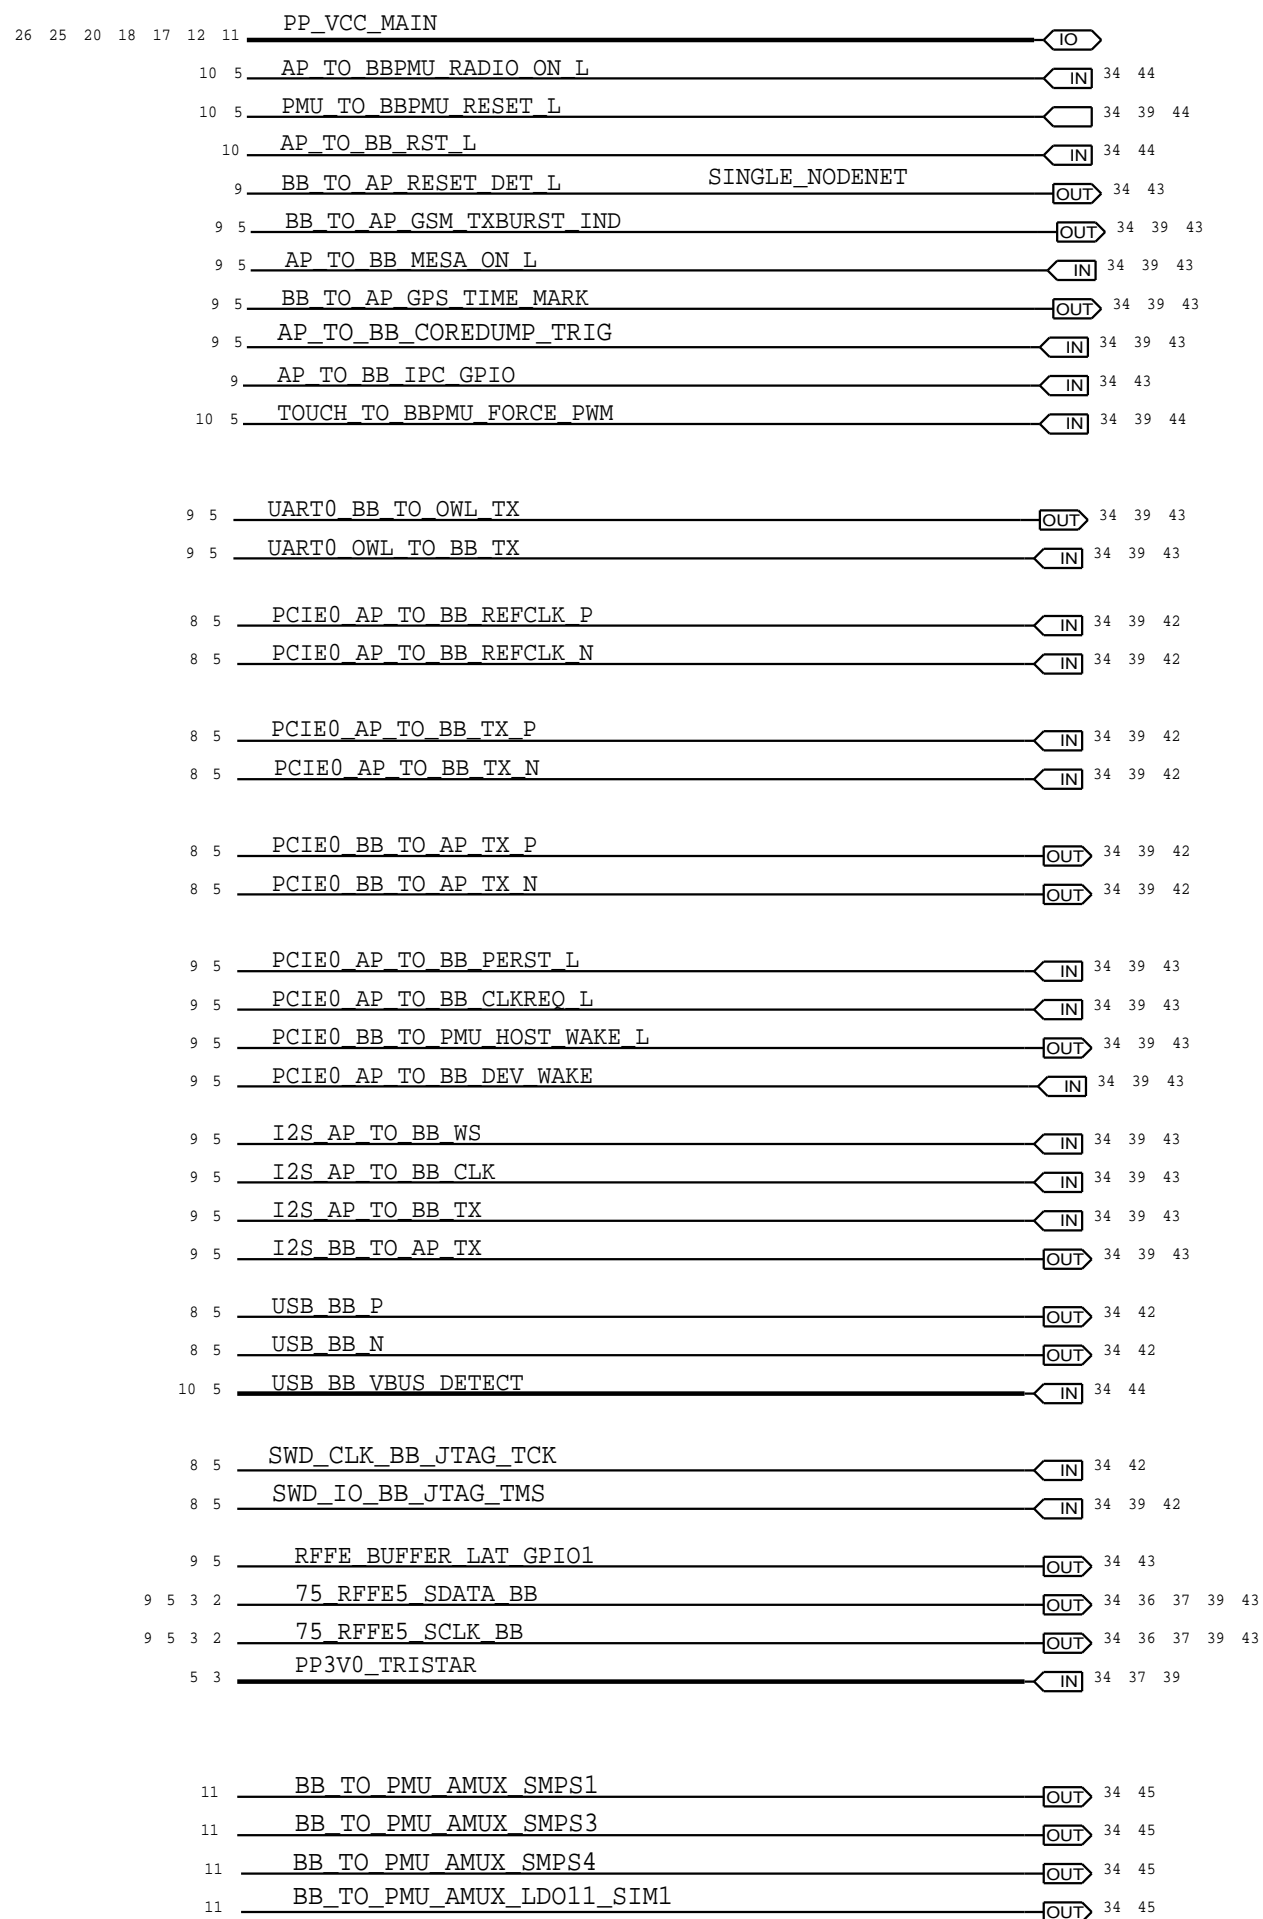 26 25 20 18 17 12 11 PP_VCC_MAIN IO
10 5 AP_TO_BBPMU_RADIO_ON_L IN 34 44
10 5 PMU_TO_BBPMU_RESET_L 34 39 44
10 AP_TO_BB_RST_L IN 34 44
9 BB_TO_AP_RESET_DET_L SINGLE_NODENET OUT 34 43
9 5 BB_TO_AP_GSM_TXBURST_IND OUT 34 39 43
9 5 AP_TO_BB_MESA_ON_L IN 34 39 43
9 5 BB_TO_AP_GPS_TIME_MARK OUT 34 39 43
9 5 AP_TO_BB_COREDUMP_TRIG IN 34 39 43
9 AP_TO_BB_IPC_GPIO IN 34 43
10 5 TOUCH_TO_BBPMU_FORCE_PWM IN 34 39 44
9 5 UART0_BB_TO_OWL_TX OUT 34 39 43
9 5 UART0_OWL_TO_BB_TX IN 34 39 43
8 5 PCIE0_AP_TO_BB_REFCLK_P IN 34 39 42
8 5 PCIE0_AP_TO_BB_REFCLK_N IN 34 39 42
8 5 PCIE0_AP_TO_BB_TX_P IN 34 39 42
8 5 PCIE0_AP_TO_BB_TX_N IN 34 39 42
8 5 PCIE0_BB_TO_AP_TX_P OUT 34 39 42
8 5 PCIE0_BB_TO_AP_TX_N OUT 34 39 42
9 5 PCIE0_AP_TO_BB_PERST_L IN 34 39 43
9 5 PCIE0_AP_TO_BB_CLKREQ_L IN 34 39 43
9 5 PCIE0_BB_TO_PMU_HOST_WAKE_L OUT 34 39 43
9 5 PCIE0_AP_TO_BB_DEV_WAKE IN 34 39 43
9 5 I2S_AP_TO_BB_WS IN 34 39 43
9 5 I2S_AP_TO_BB_CLK IN 34 39 43
9 5 I2S_AP_TO_BB_TX IN 34 39 43
9 5 I2S_BB_TO_AP_TX OUT 34 39 43
8 5 USB_BB_P OUT 34 42
8 5 USB_BB_N OUT 34 42
10 5 USB_BB_VBUS_DETECT IN 34 44
8 5 SWD_CLK_BB_JTAG_TCK IN 34 42
8 5 SWD_IO_BB_JTAG_TMS IN 34 39 42
9 5 RFFE_BUFFER_LAT_GPIO1 OUT 34 43
9 5 3 2 75_RFFE5_SDATA_BB OUT 34 36 37 39 43
9 5 3 2 75_RFFE5_SCLK_BB OUT 34 36 37 39 43
5 3 PP3V0_TRISTAR IN 34 37 39
11 BB_TO_PMU_AMUX_SMPS1 OUT 34 45
11 BB_TO_PMU_AMUX_SMPS3 OUT 34 45
11 BB_TO_PMU_AMUX_SMPS4 OUT 34 45
11 BB_TO_PMU_AMUX_LDO11_SIM1 OUT 34 45